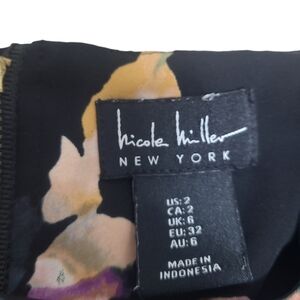 nicole miller
NEW YORK
US: 2
CA: 2
UK: 6
EU: 32
AU: 6
MADE IN
INDONESIA